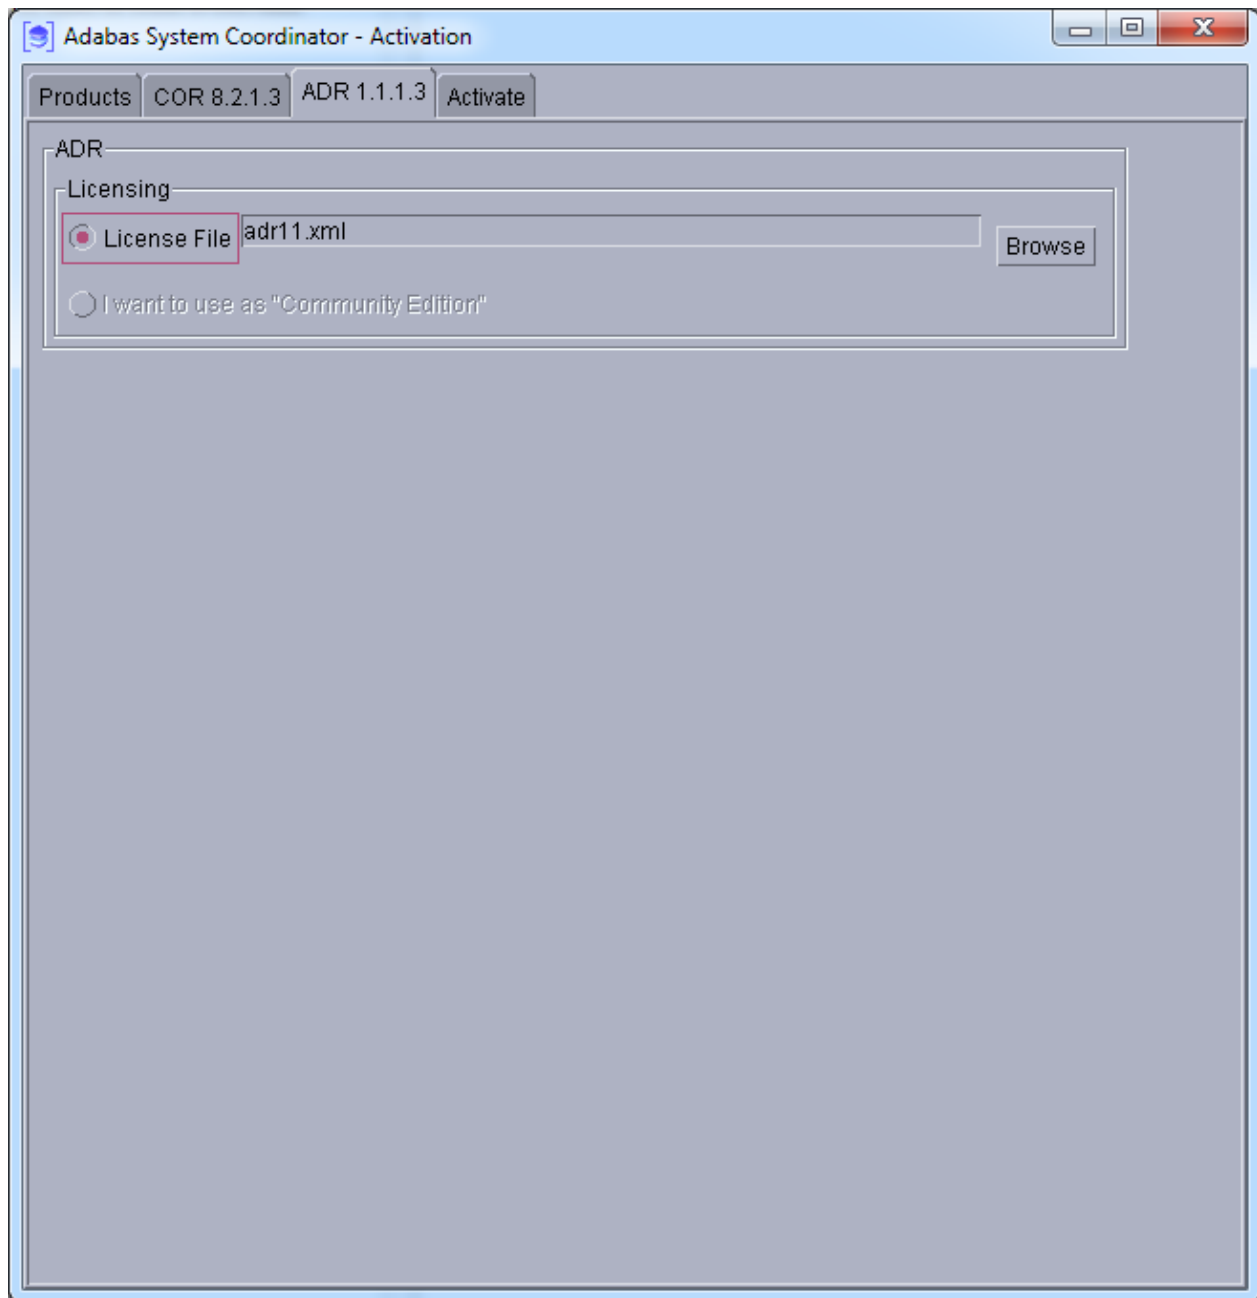 Adabas System Coordinator - Activation
Products COR 8.2.1.3 ADR 1.1.1.3 Activate
ADR
Licensing
License File adr11.xml Browse
I want to use as "Community Edition"